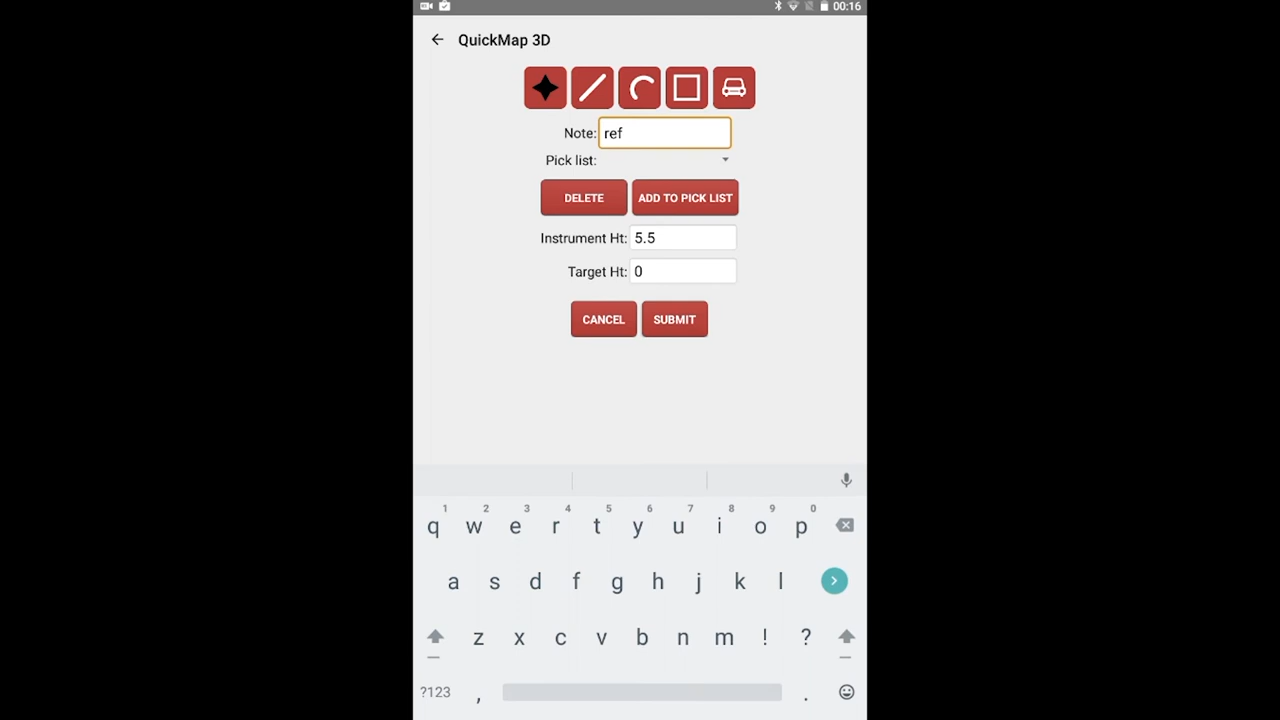 00:16
QuickMap 3D
Note: ref
Pick list:
DELETE ADD TO PICK LIST
Instrument Ht: 5.5
Target Ht: 0
CANCEL SUBMIT
1 2 3 4 5 6 7 8 9 0
q w e r t y u i o p
a s d f g h j k l
z x c v b n m ! ?
?123 , .